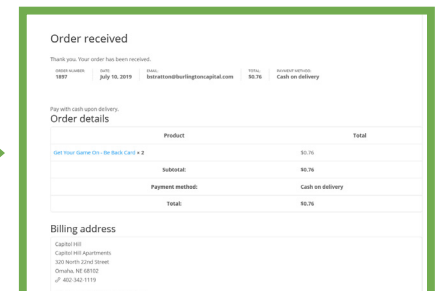 Order received
Thank you. Your order has been received.
ORDER NUMBER: DATE: EMAIL: TOTAL: PAYMENT METHOD:
1897 July 10, 2019 bstratton@burlingtoncapital.com $0.76 Cash on delivery
Pay with cash upon delivery.
Order details
Product Total
Get Your Game On - Be Back Card × 2 $0.76
Subtotal: $0.76
Payment method: Cash on delivery
Total: $0.76
Billing address
Capitol Hill
Capitol Hill Apartments
320 North 22nd Street
Omaha, NE 68102
402-342-1119